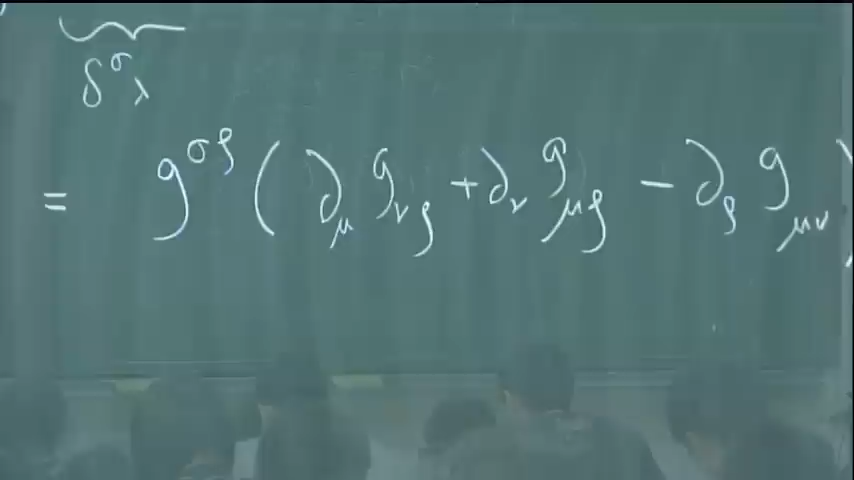 δ^σ_λ
= g^{σρ} ( ∂_μ g_{νρ} + ∂_ν g_{μρ} − ∂_ρ g_{μν} )